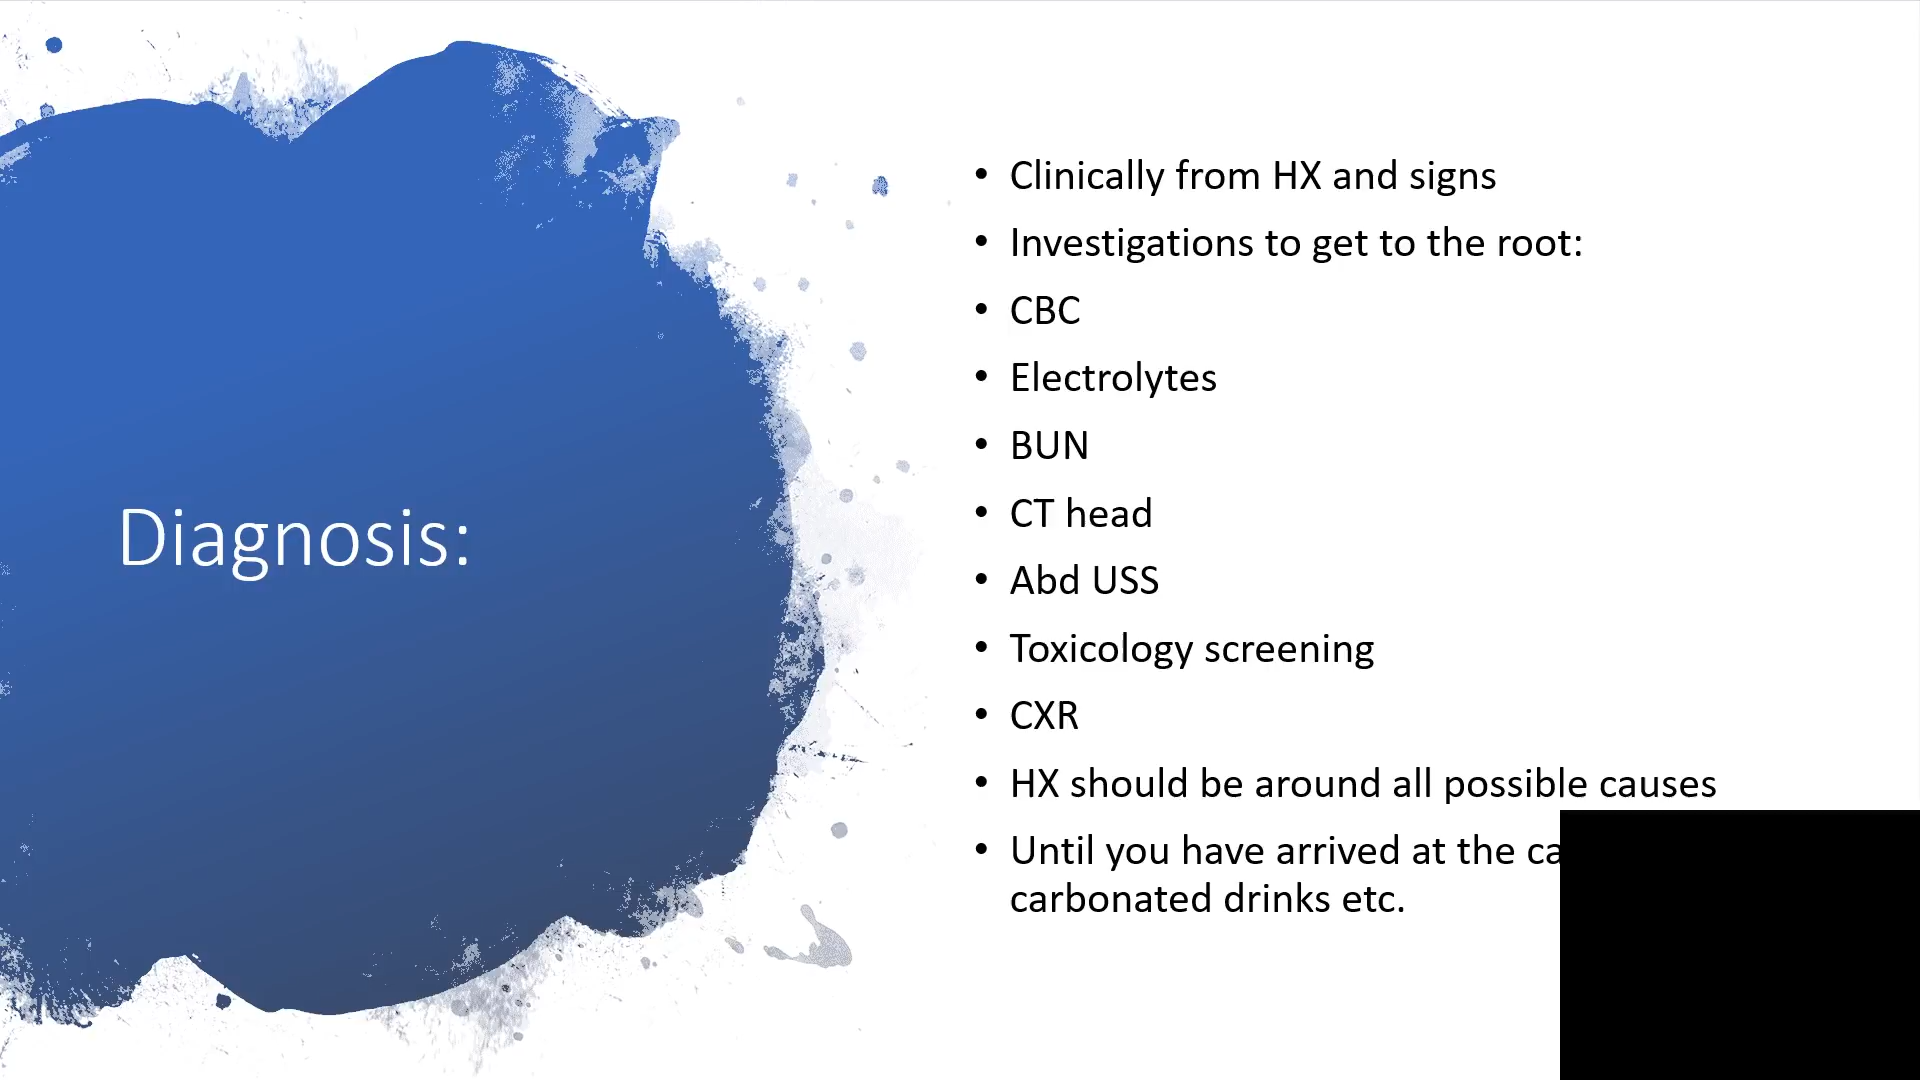 Diagnosis:
• Clinically from HX and signs
• Investigations to get to the root:
• CBC
• Electrolytes
• BUN
• CT head
• Abd USS
• Toxicology screening
• CXR
• HX should be around all possible causes
• Until you have arrived at the
carbonated drinks etc.